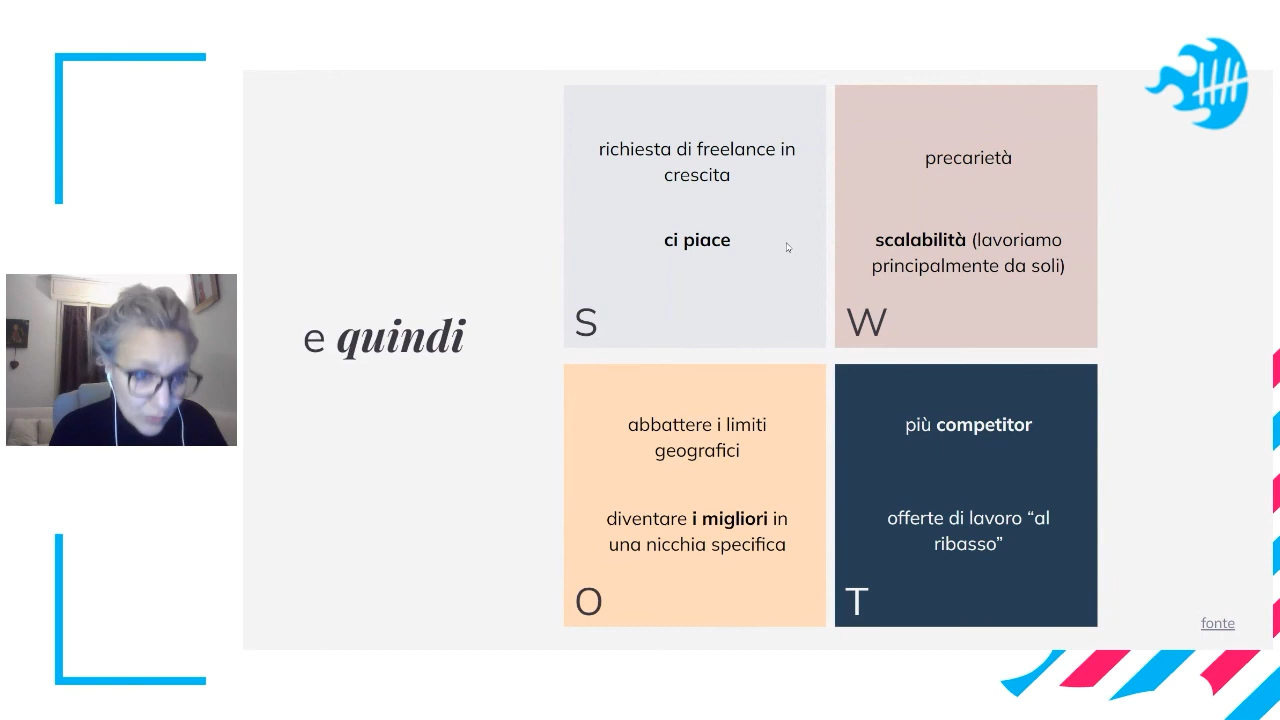 e quindi
richiesta di freelance in
crescita
ci piace
S
precarietà
scalabilità (lavoriamo
principalmente da soli)
W
abbattere i limiti
geografici
diventare i migliori in
una nicchia specifica
O
più competitor
offerte di lavoro “al
ribasso”
T
fonte